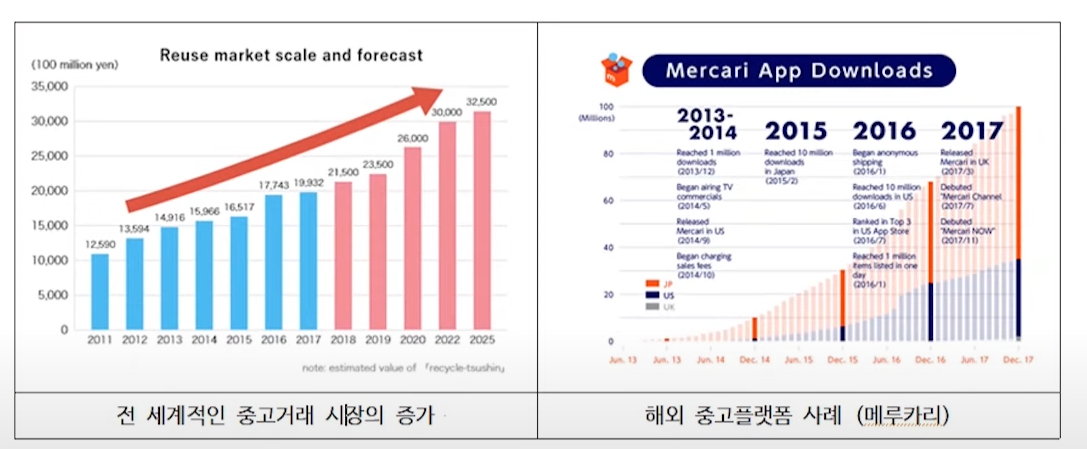 Reuse market scale and forecast
(100 million yen)
35,000
30,000
25,000
20,000
15,000
10,000
5,000
0
12,590
13,594
14,916
15,966
16,517
17,743
19,932
21,500
23,500
26,000
30,000
32,500
2011 2012 2013 2014 2015 2016 2017 2018 2019 2020 2022 2025
note: estimated value of 「recycle-tsushin」
전 세계적인 중고거래 시장의 증가
m
Mercari App Downloads
100
(Millions)
80
60
40
20
0
2013-
2014
Reached 1 million
downloads
(2013/12)
Began airing TV
commercials
(2014/5)
Released
Mercari in US
(2014/9)
Began charging
sales fees
(2014/10)
2015
Reached 10 million
downloads
in Japan
(2015/2)
2016
Began anonymous
shipping
(2016/1)
Reached 10 million
downloads in US
(2016/6)
Ranked in Top 3
in US App Store
(2016/7)
Reached 1 million
items listed in one
day
(2016/1)
2017
Released
Mercari in UK
(2017/3)
Debuted
"Mercari Channel
(2017/7)
Debuted
"Mercari NOW"
(2017/11)
JP
US
UK
Jun. 13 Jun. 13 Jun. 14 Dec. 14 Jun. 15 Dec. 15 Jun. 16 Dec. 16 Jun. 17 Dec. 17
해외 중고플랫폼 사례 (메루카리)